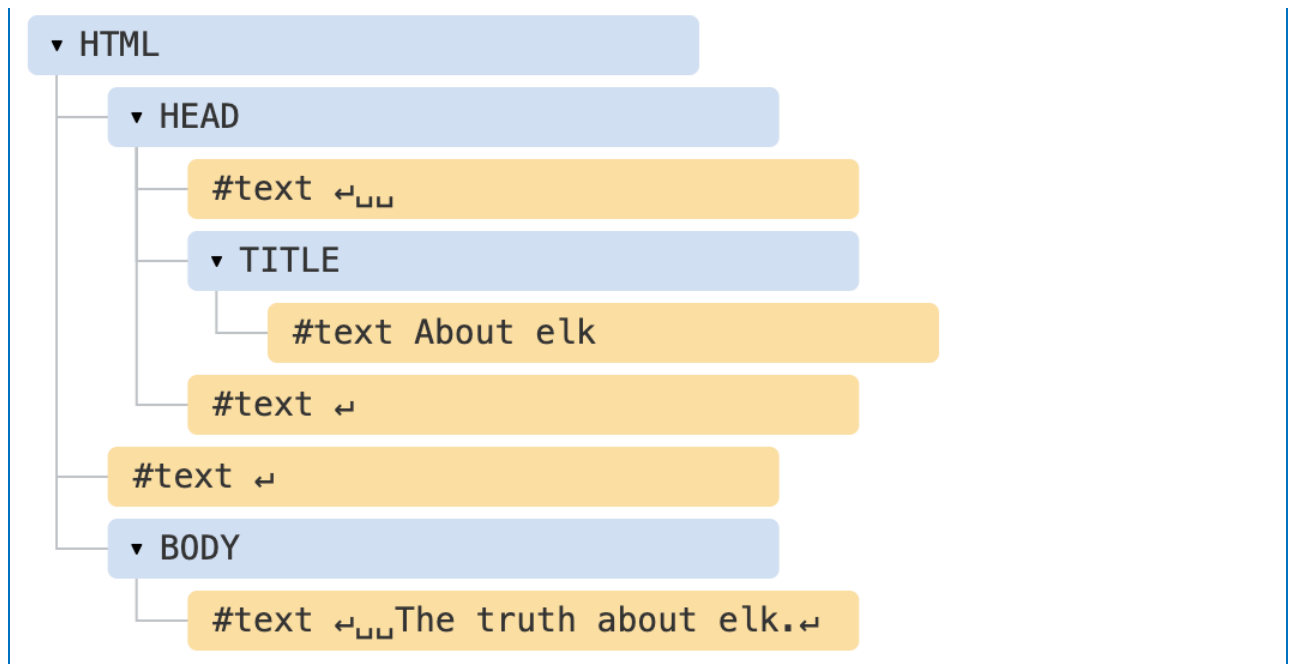 ▾ HTML
▾ HEAD
#text ↵␣␣
▾ TITLE
#text About elk
#text ↵
#text ↵
▾ BODY
#text ↵␣␣The truth about elk.↵